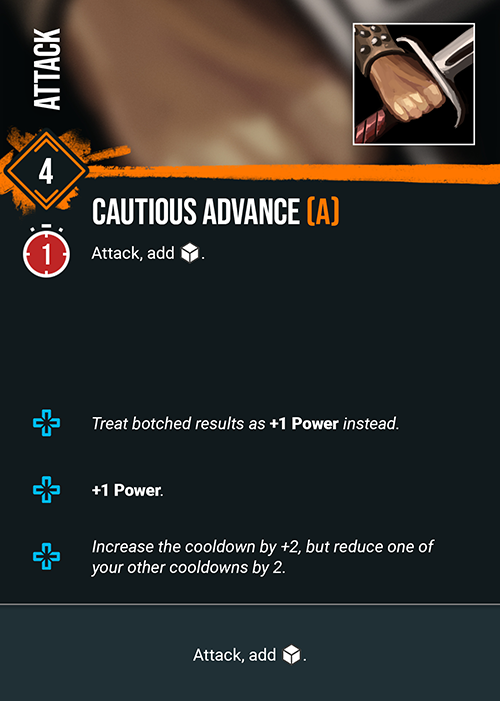 ATTACK
4
CAUTIOUS ADVANCE (A)
1
Attack, add .
Treat botched results as +1 Power instead.
+1 Power.
Increase the cooldown by +2, but reduce one of
your other cooldowns by 2.
Attack, add .